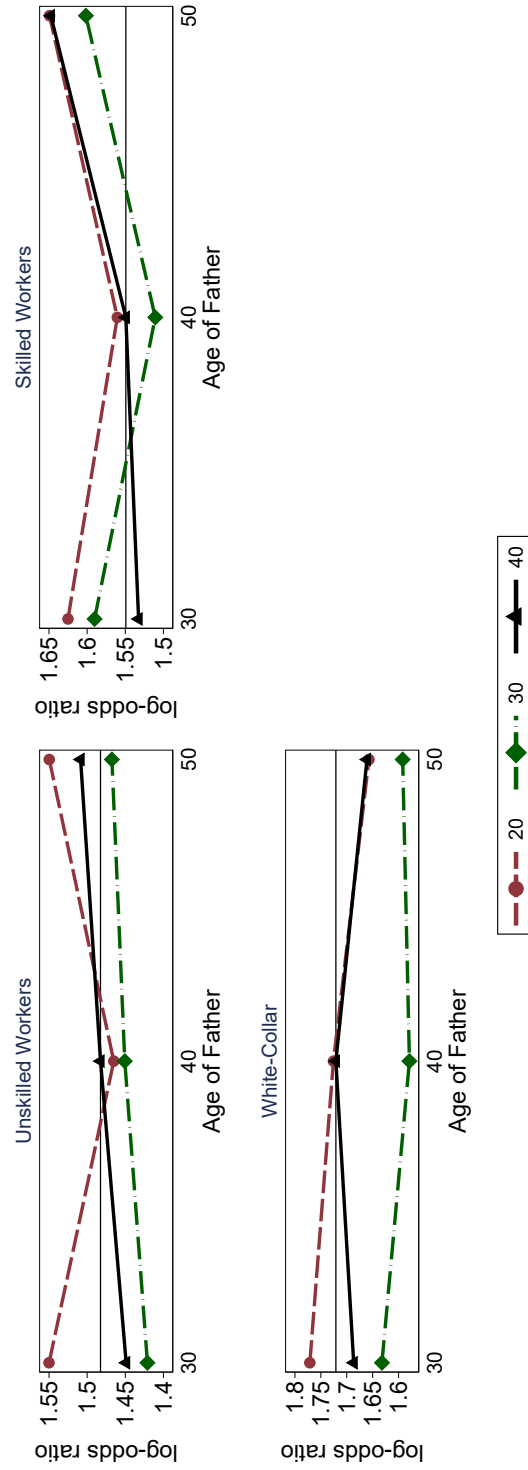 Unskilled Workers
log-odds ratio
1.55
1.5
1.45
1.4
30 40 50
Age of Father
Skilled Workers
log-odds ratio
1.65
1.6
1.55
1.5
30 40 50
Age of Father
White-Collar
log-odds ratio
1.8
1.75
1.7
1.65
1.6
30 40 50
Age of Father
20 30 40